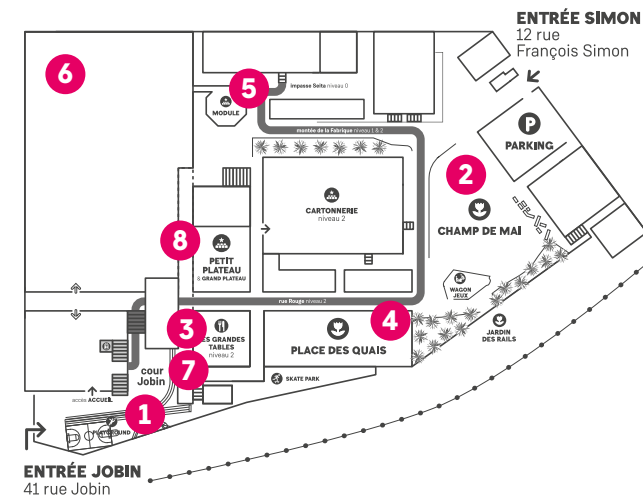 ENTRÉE SIMON
12 rue
François Simon
6
5
impasse Seita niveau 0
MODULE
P
PARKING
montée de la Fabrique niveau 1 & 2
2
CARTONNERIE
niveau 2
CHAMP DE MAI
8
PETIT
PLATEAU
& GRAND PLATEAU
WAGON
JEUX
rue Rouge niveau 2
3
LES GRANDES
TABLES
niveau 2
4
PLACE DES QUAIS
JARDIN
DES RAILS
cour
Jobin
7
SKATE PARK
accès ACCUEIL
1
PLAYGROUND
ENTRÉE JOBIN
41 rue Jobin